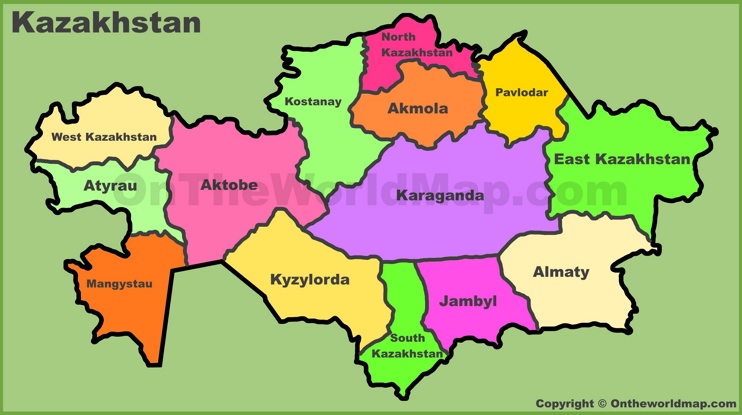 Kazakhstan
North
Kazakhstan
Kostanay
Akmola
Pavlodar
West Kazakhstan
East Kazakhstan
Atyrau
Aktobe
Karaganda
OnTheWorldMap.com
Mangystau
Kyzylorda
Almaty
Jambyl
South
Kazakhstan
Copyright © Ontheworldmap.com